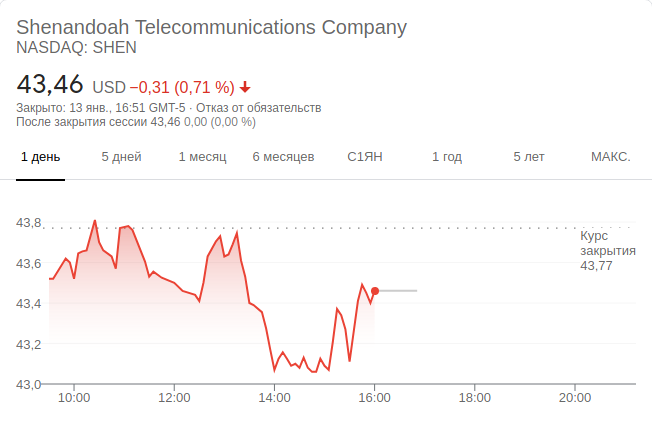 Shenandoah Telecommunications Company
NASDAQ: SHEN
43,46 USD −0,31 (0,71 %)
Закрыто: 13 янв., 16:51 GMT-5 · Отказ от обязательств
После закрытия сессии 43,46 0,00 (0,00 %)
1 день 5 дней 1 месяц 6 месяцев С1ЯН 1 год 5 лет МАКС.
43,8
Курс
закрытия
43,77
43,6
43,4
43,2
43,0
10:00 12:00 14:00 16:00 18:00 20:00